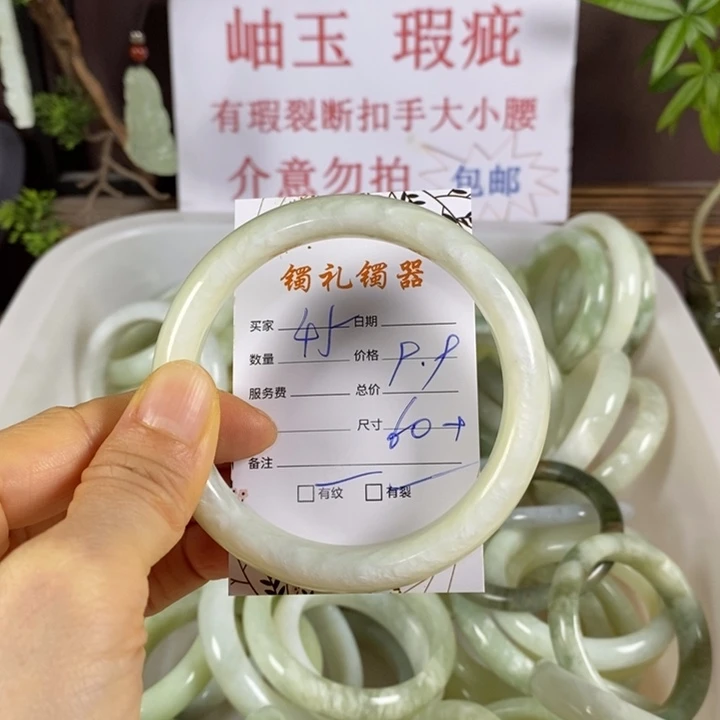 岫玉 瑕疵
有瑕裂断扣手大小腰
介意勿拍 包邮
镯礼镯器
买家 日期
数量 价格 9.9
服务费 总价
尺寸 60+
备注
有纹 有裂